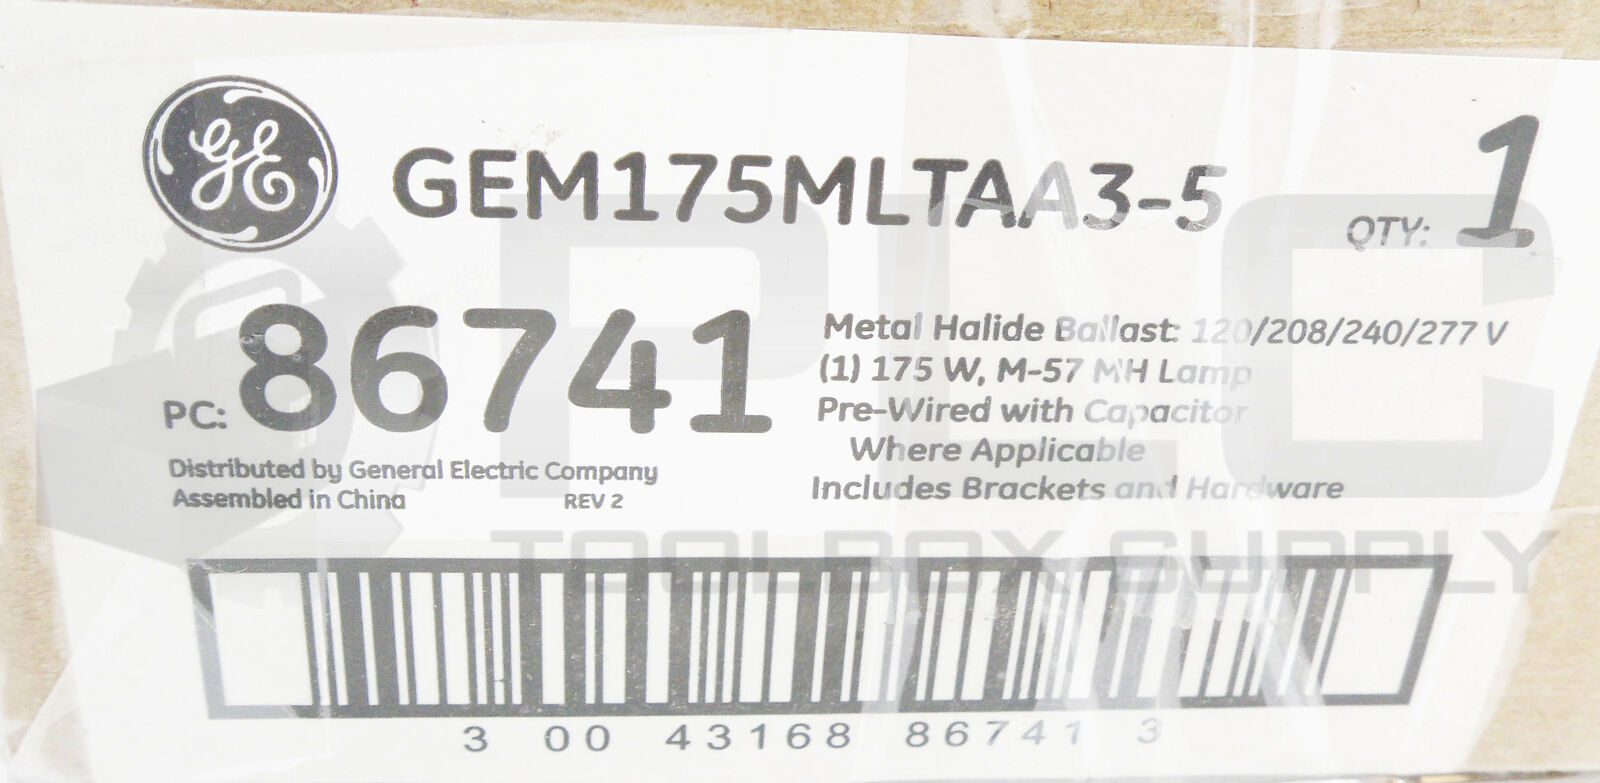 GE
GEM175MLTAA3-5
QTY: 1
PC: 86741
Metal Halide Ballast: 120/208/240/277 V
(1) 175 W, M-57 MH Lamp
Pre-Wired with Capacitor
Where Applicable
Includes Brackets and Hardware
Distributed by General Electric Company
Assembled in China REV 2
PLC
TOOLBOX SUPPLY
3 00 43168 86741 3